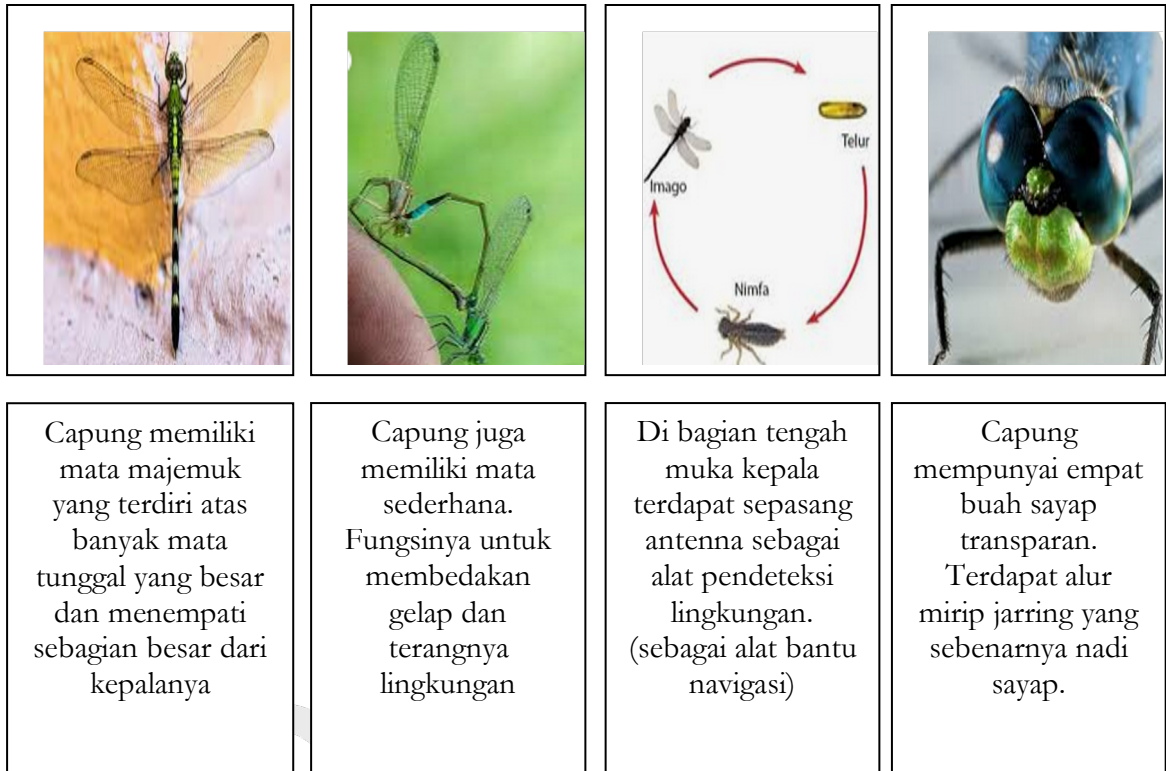 Telur
Imago
Nimfa
Capung memiliki
mata majemuk
yang terdiri atas
banyak mata
tunggal yang besar
dan menempati
sebagian besar dari
kepalanya
Capung juga
memiliki mata
sederhana.
Fungsinya untuk
membedakan
gelap dan
terangnya
lingkungan
Di bagian tengah
muka kepala
terdapat sepasang
antenna sebagai
alat pendeteksi
lingkungan.
(sebagai alat bantu
navigasi)
Capung
mempunyai empat
buah sayap
transparan.
Terdapat alur
mirip jarring yang
sebenarnya nadi
sayap.